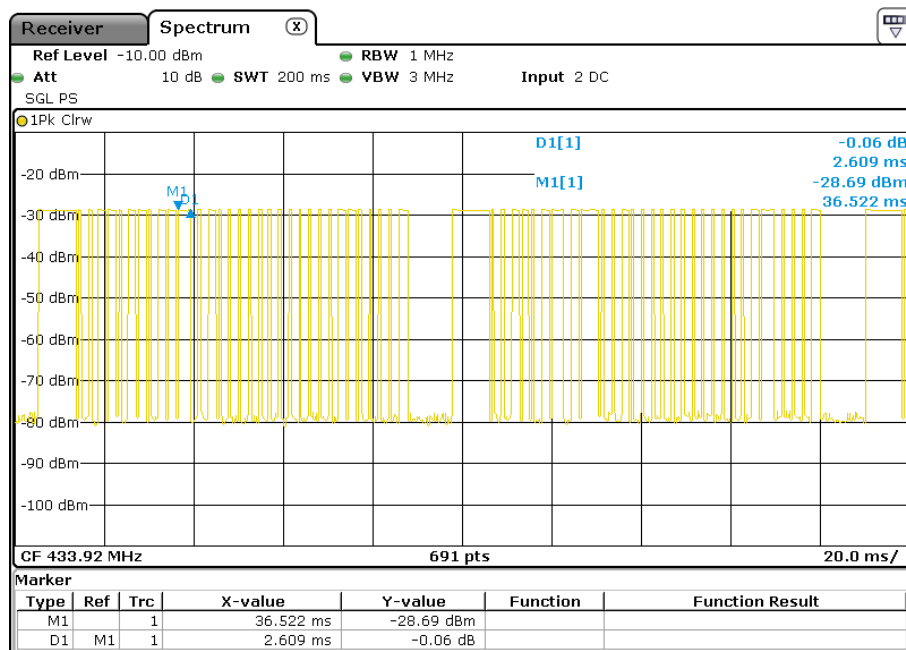 Receiver Spectrum X
Ref Level -10.00 dBm RBW 1 MHz
Att 10 dB SWT 200 ms VBW 3 MHz Input 2 DC
SGL PS
1Pk Clrw
D1[1] -0.06 dB
2.609 ms
M1[1] -28.69 dBm
36.522 ms
-20 dBm
M1
D1
-30 dBm
-40 dBm
-50 dBm
-60 dBm
-70 dBm
-80 dBm
-90 dBm
-100 dBm
CF 433.92 MHz 691 pts 20.0 ms/
Marker
Type Ref Trc X-value Y-value Function Function Result
M1 1 36.522 ms -28.69 dBm
D1 M1 1 2.609 ms -0.06 dB